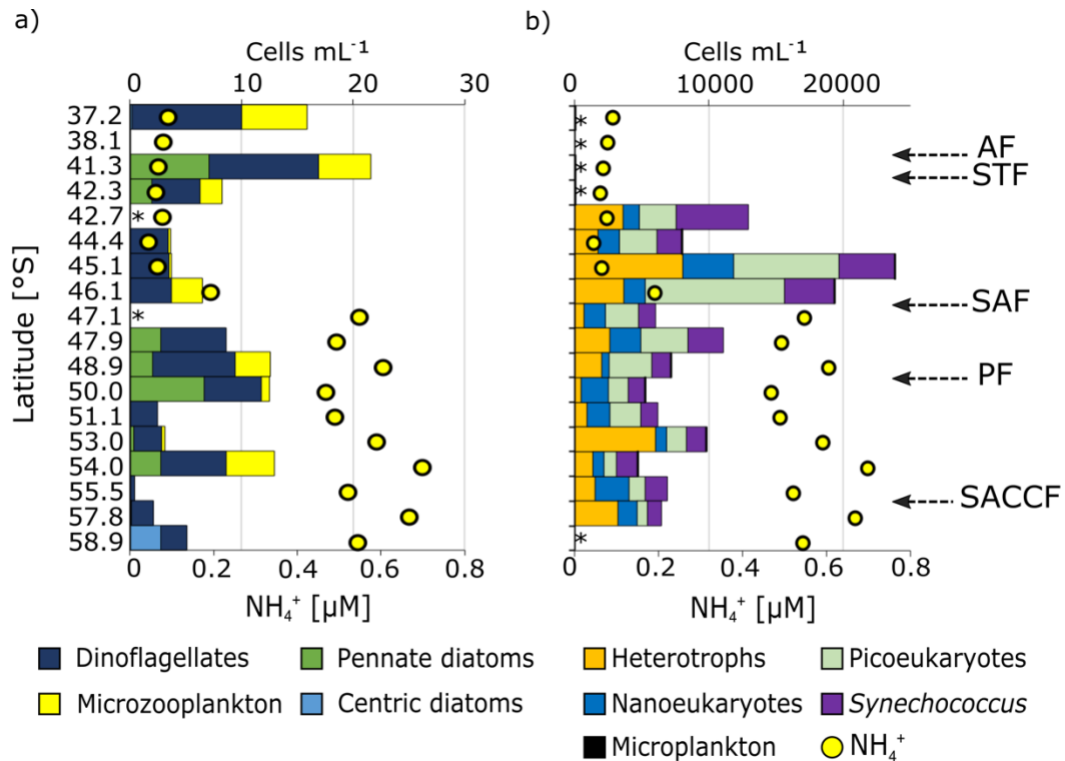 a)
Cells mL⁻¹
0 10 20 30
Latitude [°S]
37.2
38.1
41.3
42.3
42.7 *
44.4
45.1
46.1
47.1 *
47.9
48.9
50.0
51.1
53.0
54.0
55.5
57.8
58.9
0 0.2 0.4 0.6 0.8
NH₄⁺ [µM]
b)
Cells mL⁻¹
0 10000 20000
*
*
*
*
*
AF
STF
SAF
PF
SACCF
0 0.2 0.4 0.6 0.8
NH₄⁺ [µM]
Dinoflagellates
Pennate diatoms
Microzooplankton
Centric diatoms
Heterotrophs
Picoeukaryotes
Nanoeukaryotes
Synechococcus
Microplankton
NH₄⁺